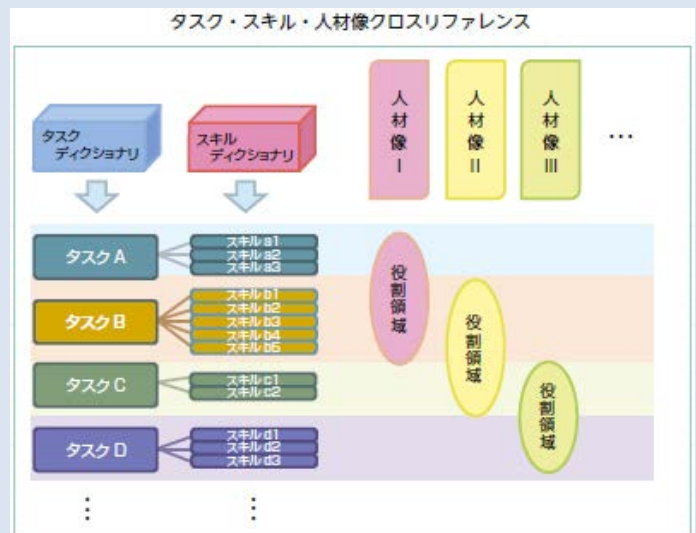 タスク・スキル・人材像クロスリファレンス
タスク
ディクショナリ
スキル
ディクショナリ
人材像Ⅰ
人材像Ⅱ
人材像Ⅲ
…
タスクA
スキルa1
スキルa2
スキルa3
タスクB
スキルb1
スキルb2
スキルb3
スキルb4
スキルb5
タスクC
スキルc1
スキルc2
タスクD
スキルd1
スキルd2
スキルd3
役割領域
役割領域
役割領域
⋮
⋮